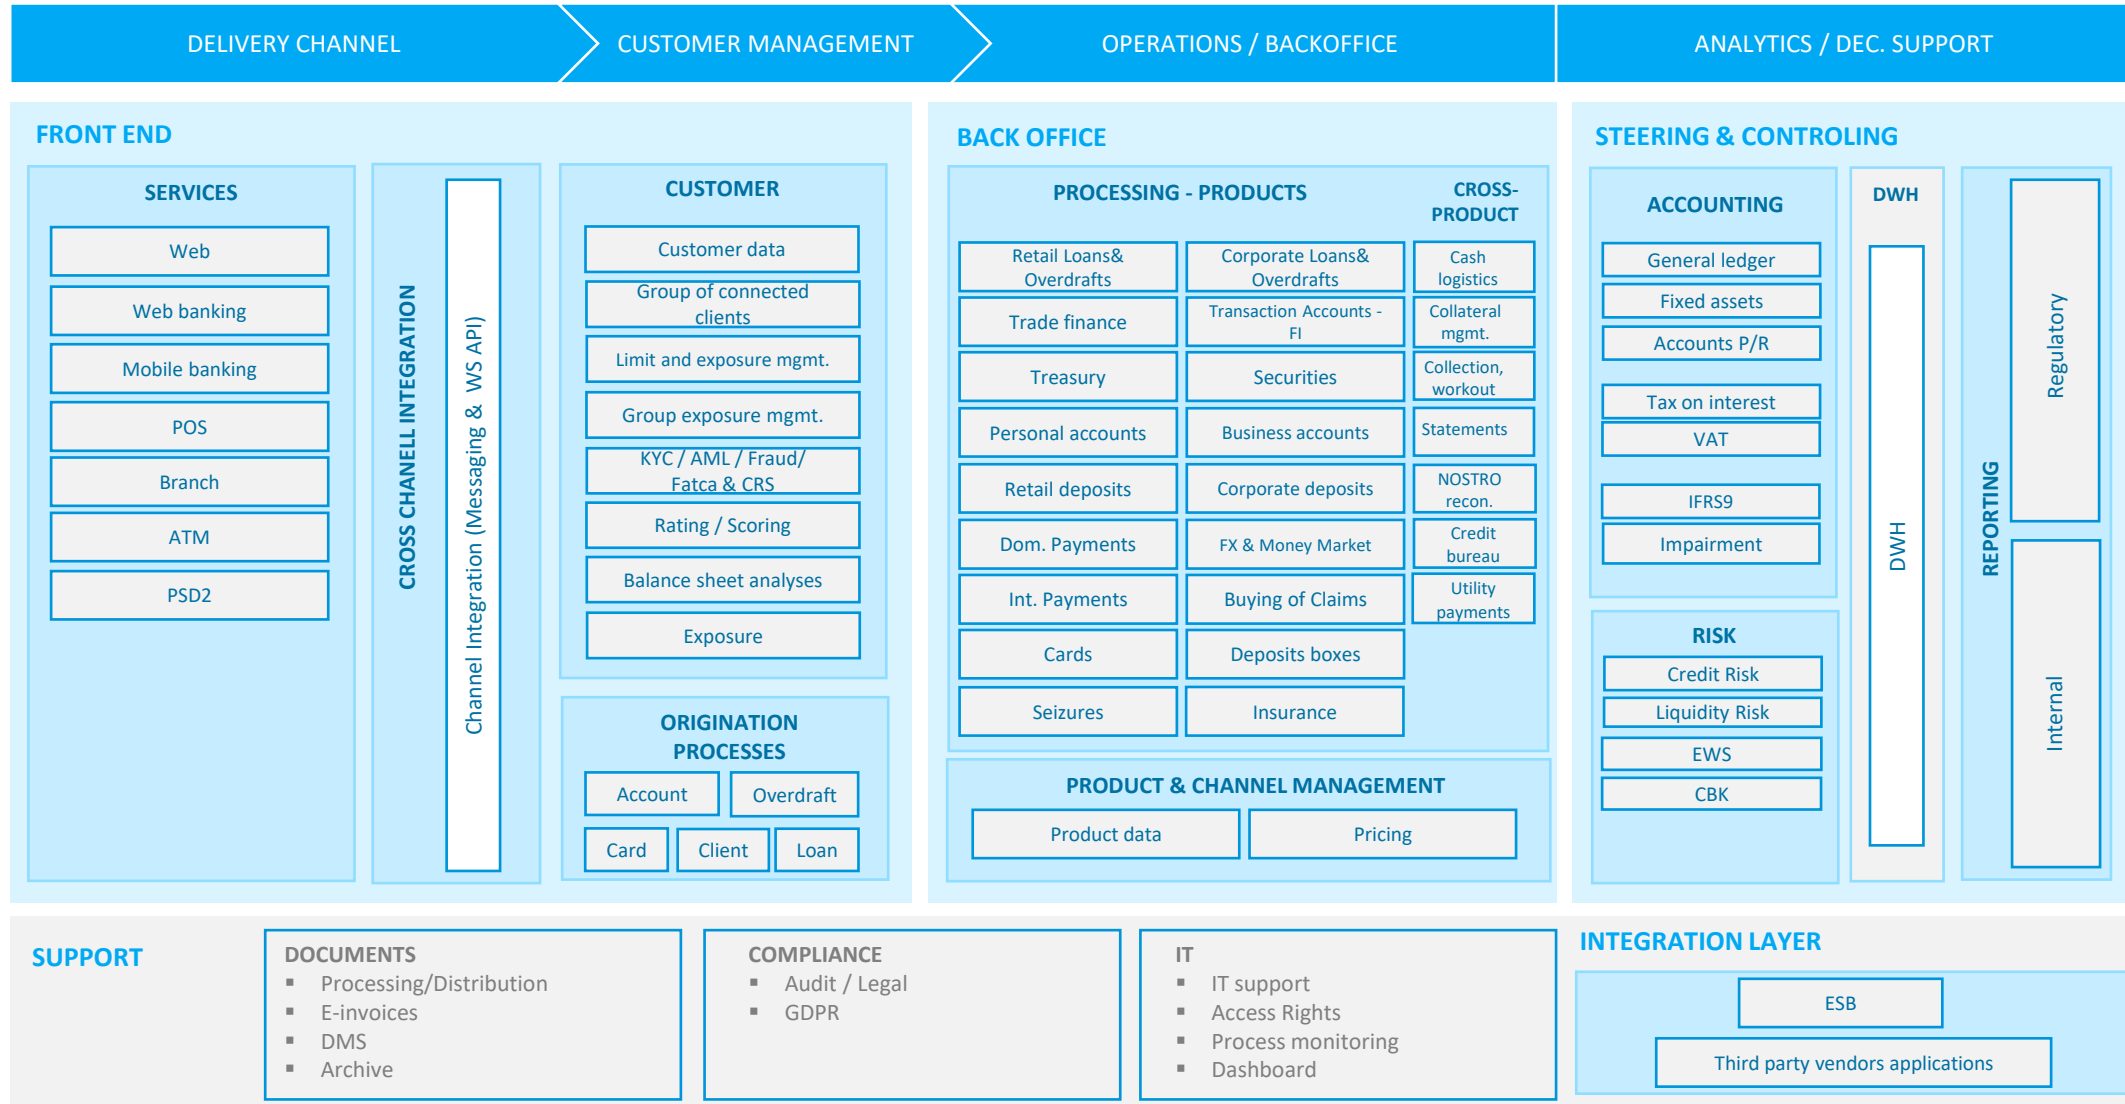 DELIVERY CHANNEL
CUSTOMER MANAGEMENT
OPERATIONS / BACKOFFICE
ANALYTICS / DEC. SUPPORT
FRONT END
SERVICES
Web
Web banking
Mobile banking
POS
Branch
ATM
PSD2
CROSS CHANELL INTEGRATION
Channel Integration (Messaging & WS API)
CUSTOMER
Customer data
Group of connected
clients
Limit and exposure mgmt.
Group exposure mgmt.
KYC / AML / Fraud/
Fatca & CRS
Rating / Scoring
Balance sheet analyses
Exposure
ORIGINATION
PROCESSES
Account
Overdraft
Card
Client
Loan
BACK OFFICE
PROCESSING - PRODUCTS
Retail Loans&
Overdrafts
Corporate Loans&
Overdrafts
Trade finance
Transaction Accounts -
FI
Treasury
Securities
Personal accounts
Business accounts
Retail deposits
Corporate deposits
Dom. Payments
FX & Money Market
Int. Payments
Buying of Claims
Cards
Deposits boxes
Seizures
Insurance
CROSS-
PRODUCT
Cash
logistics
Collateral
mgmt.
Collection,
workout
Statements
NOSTRO
recon.
Credit
bureau
Utility
payments
PRODUCT & CHANNEL MANAGEMENT
Product data
Pricing
STEERING & CONTROLING
ACCOUNTING
General ledger
Fixed assets
Accounts P/R
Tax on interest
VAT
IFRS9
Impairment
RISK
Credit Risk
Liquidity Risk
EWS
CBK
DWH
DWH
REPORTING
Regulatory
Internal
SUPPORT
DOCUMENTS
▪ Processing/Distribution
▪ E-invoices
▪ DMS
▪ Archive
COMPLIANCE
▪ Audit / Legal
▪ GDPR
IT
▪ IT support
▪ Access Rights
▪ Process monitoring
▪ Dashboard
INTEGRATION LAYER
ESB
Third party vendors applications